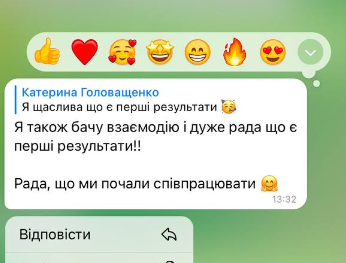 Катерина Головащенко
Я щаслива що є перші результати 🥳
Я також бачу взаємодію і дуже рада що є
перші результати!!
Рада, що ми почали співпрацювати 🤗
13:32
Відповісти